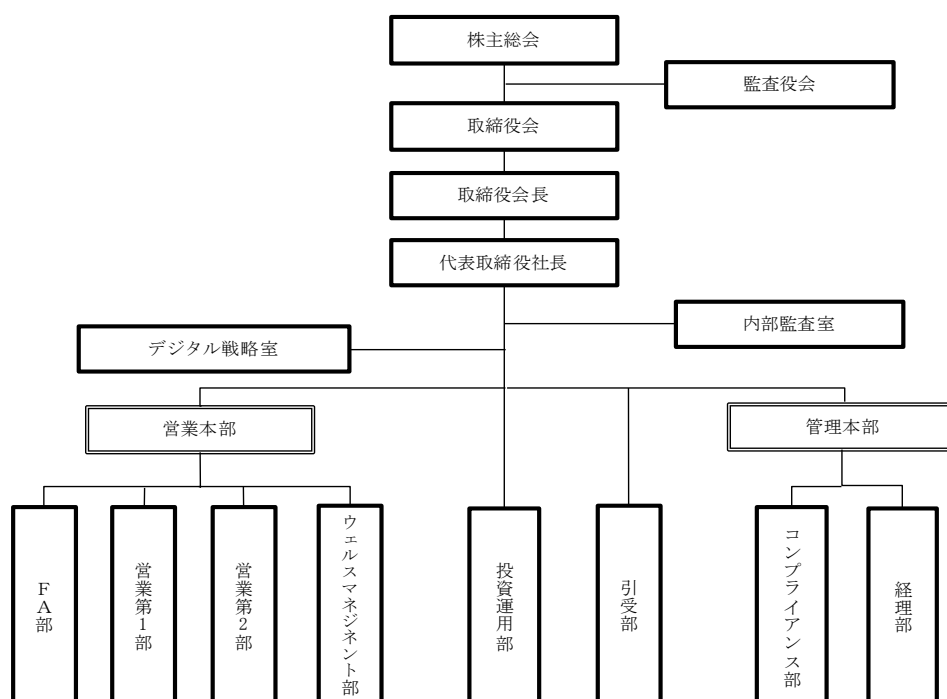 株主総会
監査役会
取締役会
取締役会長
代表取締役社長
内部監査室
デジタル戦略室
営業本部
管理本部
FA部
営業第1部
営業第2部
ウェルスマネジネント部
投資運用部
引受部
コンプライアンス部
経理部